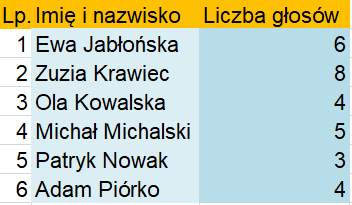 Lp. Imię i nazwisko Liczba głosów
1 Ewa Jabłońska 6
2 Zuzia Krawiec 8
3 Ola Kowalska 4
4 Michał Michalski 5
5 Patryk Nowak 3
6 Adam Piórko 4